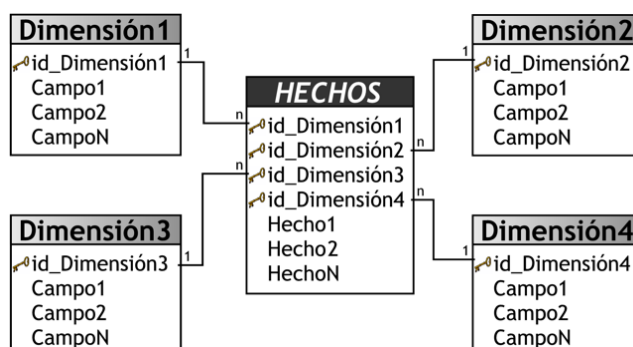 Dimensión1
id_Dimensión1
Campo1
Campo2
CampoN
1
Dimensión2
id_Dimensión2
Campo1
Campo2
CampoN
1
HECHOS
id_Dimensión1
id_Dimensión2
id_Dimensión3
id_Dimensión4
Hecho1
Hecho2
HechoN
n
n
n
n
Dimensión3
id_Dimensión3
Campo1
Campo2
CampoN
1
Dimensión4
id_Dimensión4
Campo1
Campo2
CampoN
1